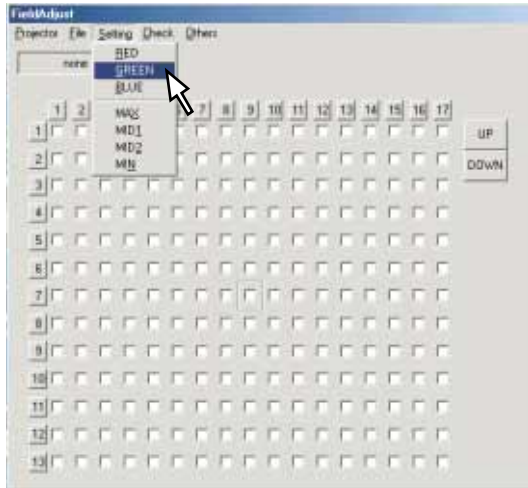 FieldAdjust
Projector File Setting Check Others
none
RED
GREEN
BLUE
MAX
MID1
MID2
MIN
1 2 7 8 9 10 11 12 13 14 15 16 17
1
2
3
4
5
6
7
8
9
10
11
12
13
UP
DOWN